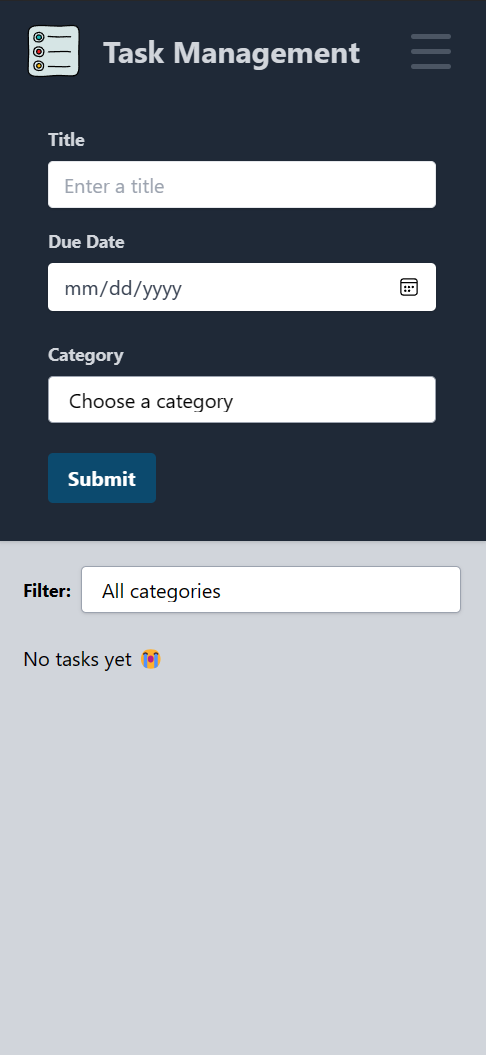 Task Management
Title
Enter a title
Due Date
mm/dd/yyyy
Category
Choose a category
Submit
Filter: All categories
No tasks yet 😭